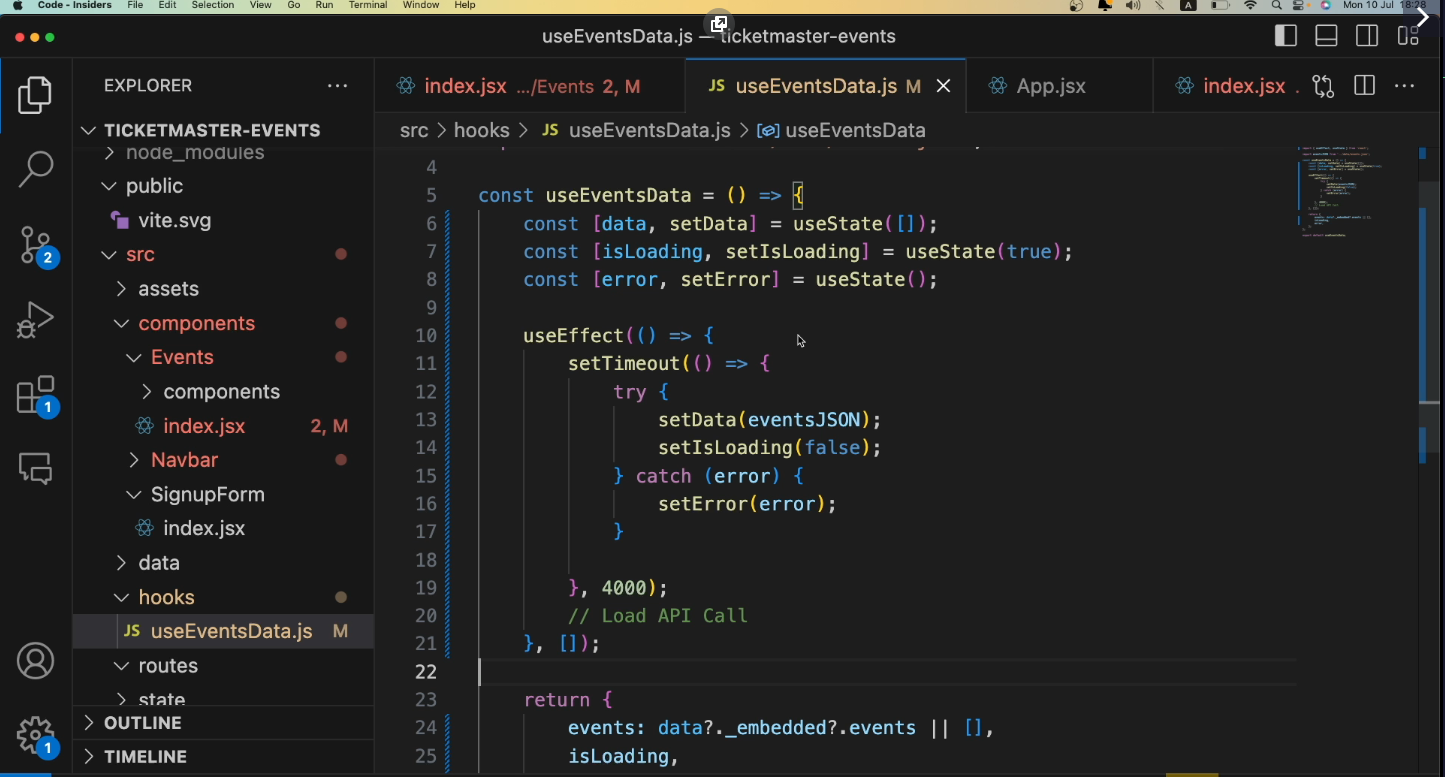 Code - Insiders File Edit Selection View Go Run Terminal Window Help A Mon 10 Jul 18:28
useEventsData.js — ticketmaster-events
EXPLORER
index.jsx .../Events 2, M
JS useEventsData.js M
App.jsx
index.jsx .
TICKETMASTER-EVENTS
node_modules
public
vite.svg
src
assets
components
Events
components
index.jsx 2, M
Navbar
SignupForm
index.jsx
data
hooks
JS useEventsData.js M
routes
state
OUTLINE
TIMELINE
2
1
1
src > hooks > JS useEventsData.js > useEventsData
4
5 const useEventsData = () => {
6 const [data, setData] = useState([]);
7 const [isLoading, setIsLoading] = useState(true);
8 const [error, setError] = useState();
9
10 useEffect(() => {
11 setTimeout(() => {
12 try {
13 setData(eventsJSON);
14 setIsLoading(false);
15 } catch (error) {
16 setError(error);
17 }
18
19 }, 4000);
20 // Load API Call
21 }, []);
22
23 return {
24 events: data?._embedded?.events || [],
25 isLoading,